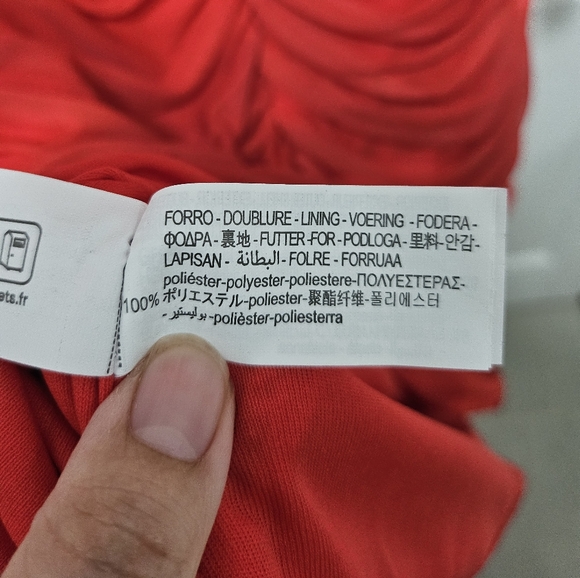 FORRO - DOUBLURE - LINING - VOERING - FODERA -
ΦΟΔΡΑ - 裏地 - FUTTER -FOR - PODLOGA - 里料-안감-
LAPISAN - البطانة - FOLRE - FORRUAA
poliéster-polyester-poliestere-ΠΟΛΥΕΣΤΕΡΑΣ-
100% ポリエステル-poliester-聚酯纤维-폴리에스터
- بوليستير -polièster-poliesterra
ets.fr